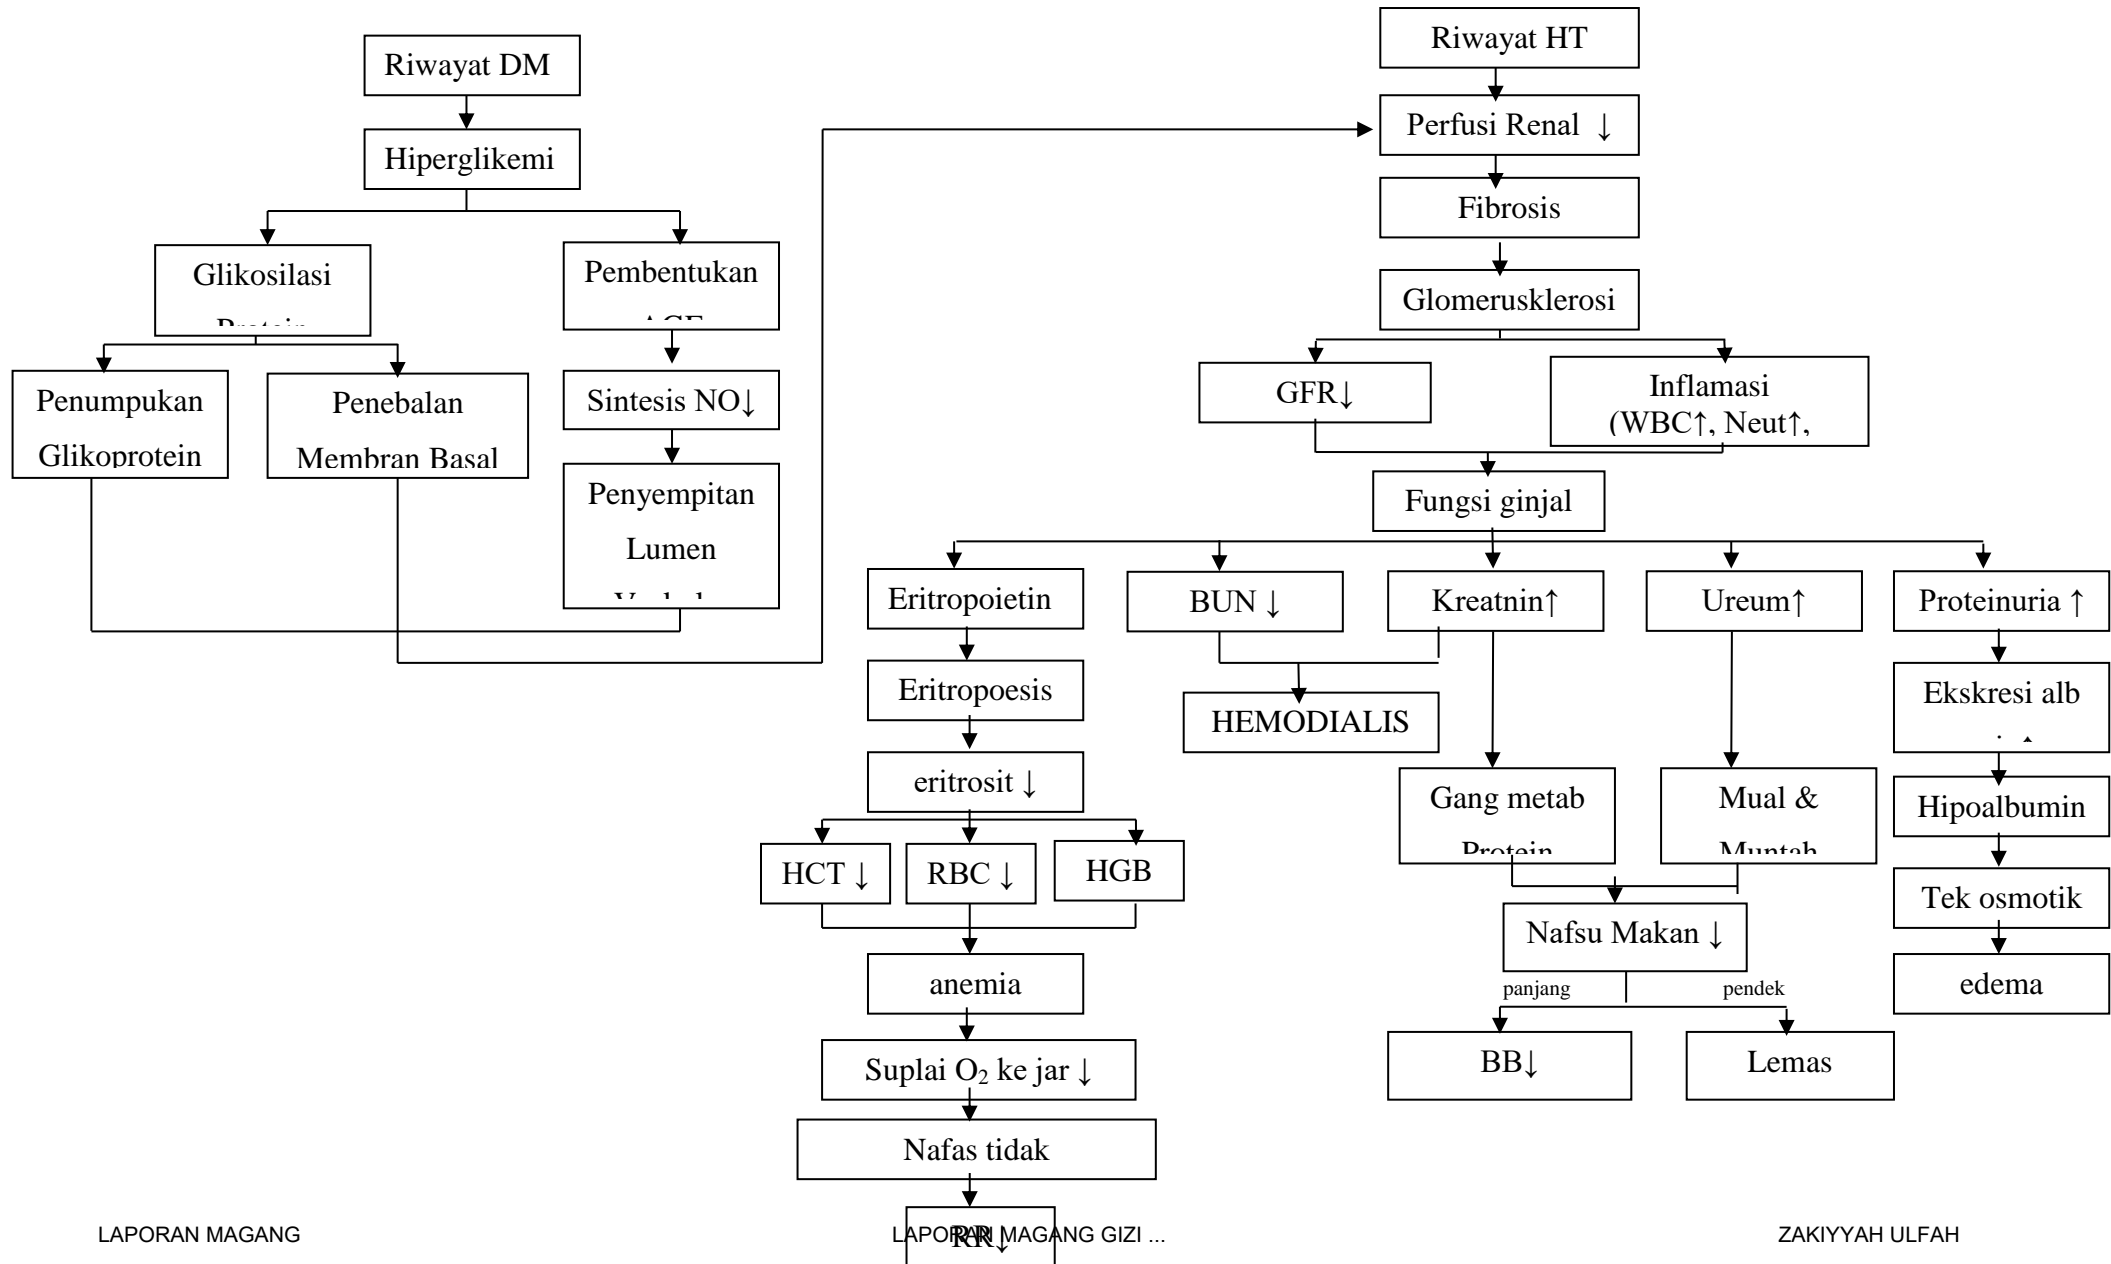 Riwayat DM
Hiperglikemi
Glikosilasi
Pembentukan
Penumpukan
Glikoprotein
Penebalan
Membran Basal
Sintesis NO↓
Penyempitan
Lumen
Riwayat HT
Perfusi Renal ↓
Fibrosis
Glomerusklerosi
GFR↓
Inflamasi
(WBC↑, Neut↑,
Fungsi ginjal
Eritropoietin
BUN ↓
Kreatnin↑
Ureum↑
Proteinuria ↑
Eritropoesis
HEMODIALIS
Ekskresi alb
eritrosit ↓
Gang metab
Protein
Mual &
Muntah
Hipoalbumin
HCT ↓
RBC ↓
HGB
Tek osmotik
Nafsu Makan ↓
anemia
panjang
pendek
edema
Suplai O₂ ke jar ↓
BB↓
Lemas
Nafas tidak
RR↓
LAPORAN MAGANG
LAPORAN MAGANG GIZI ...
ZAKIYYAH ULFAH